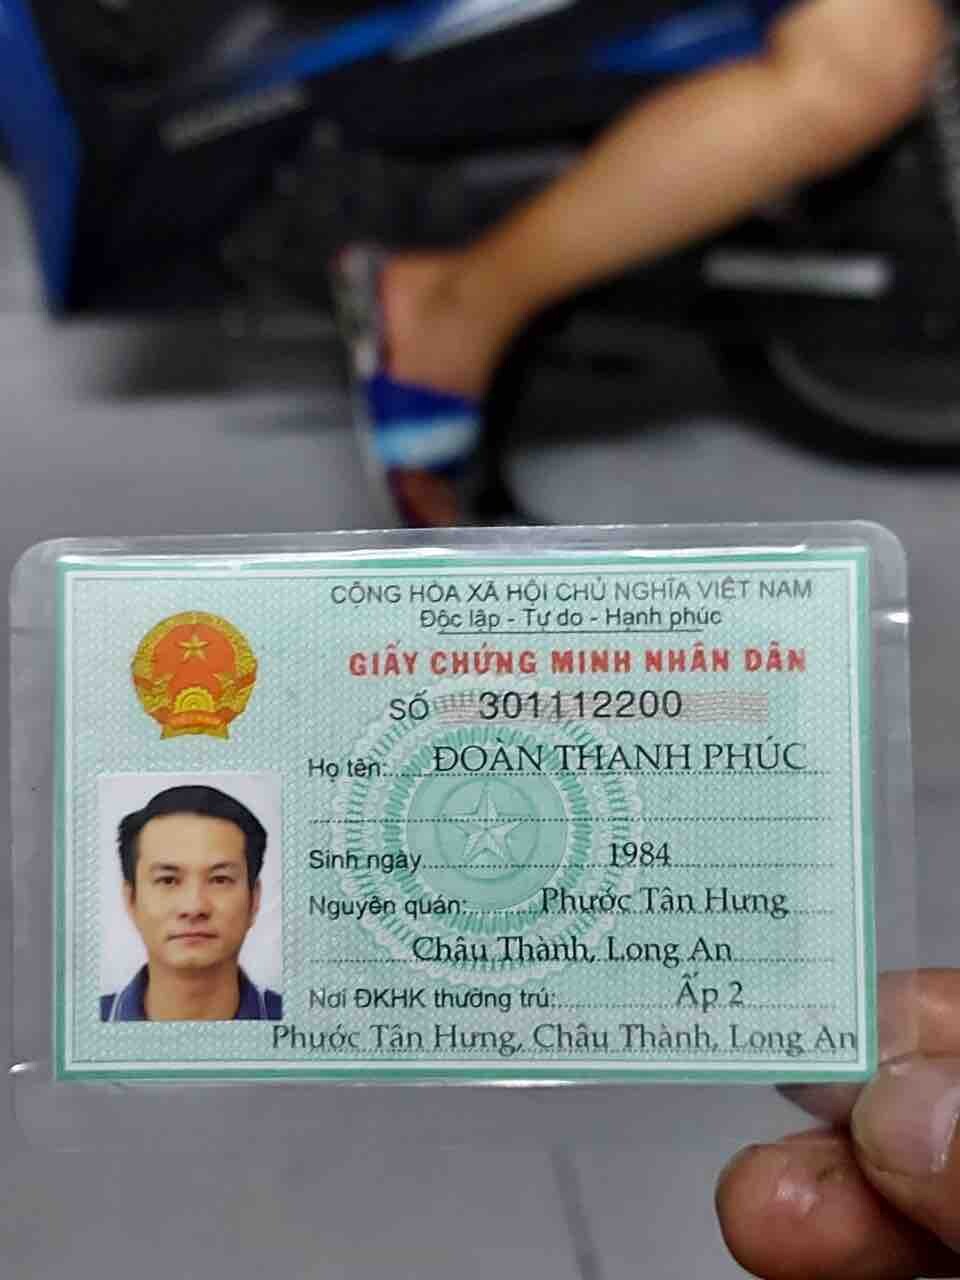 CỘNG HÒA XÃ HỘI CHỦ NGHĨA VIỆT NAM
Độc lập - Tự do - Hạnh phúc
GIẤY CHỨNG MINH NHÂN DÂN
SỐ 301112200
Họ tên: ĐOÀN THANH PHÚC
Sinh ngày 1984
Nguyên quán: Phước Tân Hưng
Châu Thành, Long An
Nơi ĐKHK thường trú: Ấp 2
Phước Tân Hưng, Châu Thành, Long An